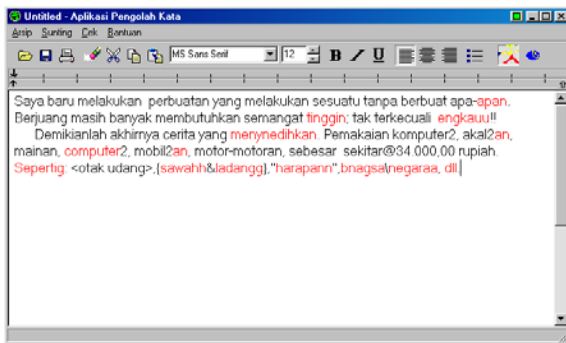 Untitled - Aplikasi Pengolah Kata
Arsip Sunting Cek Bantuan
MS Sans Serif 12 B / U
Saya baru melakukan perbuatan yang melakukan sesuatu tanpa berbuat apa-apan.
Berjuang masih banyak membutuhkan semangat tinggin; tak terkecuali engkauu!!
Demikianlah akhirnya cerita yang menynedihkan. Pemakaian komputer2, akal2an,
mainan, computer2, mobil2an, motor-motoran, sebesar sekitar@34.000,00 rupiah.
Sepertig: <otak udang>,{sawahh&ladangg},"harapann",bnagsa\negaraa, dll.